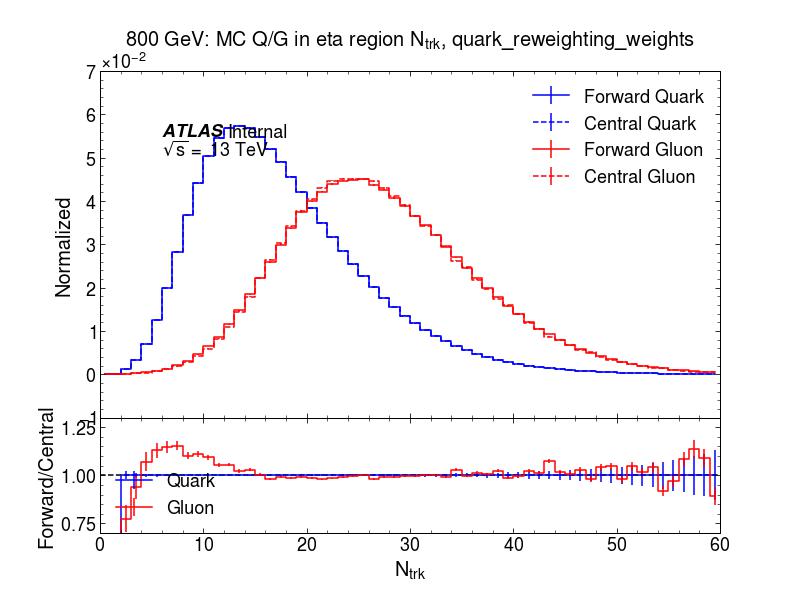 800 GeV: MC Q/G in eta region N_trk, quark_reweighting_weights
×10⁻²
7
6
5
4
3
2
1
0
−1
Normalized
ATLAS Internal
√s = 13 TeV
Forward Quark
Central Quark
Forward Gluon
Central Gluon
1.25
1.00
0.75
Forward/Central
Quark
Gluon
0 10 20 30 40 50 60
N_trk